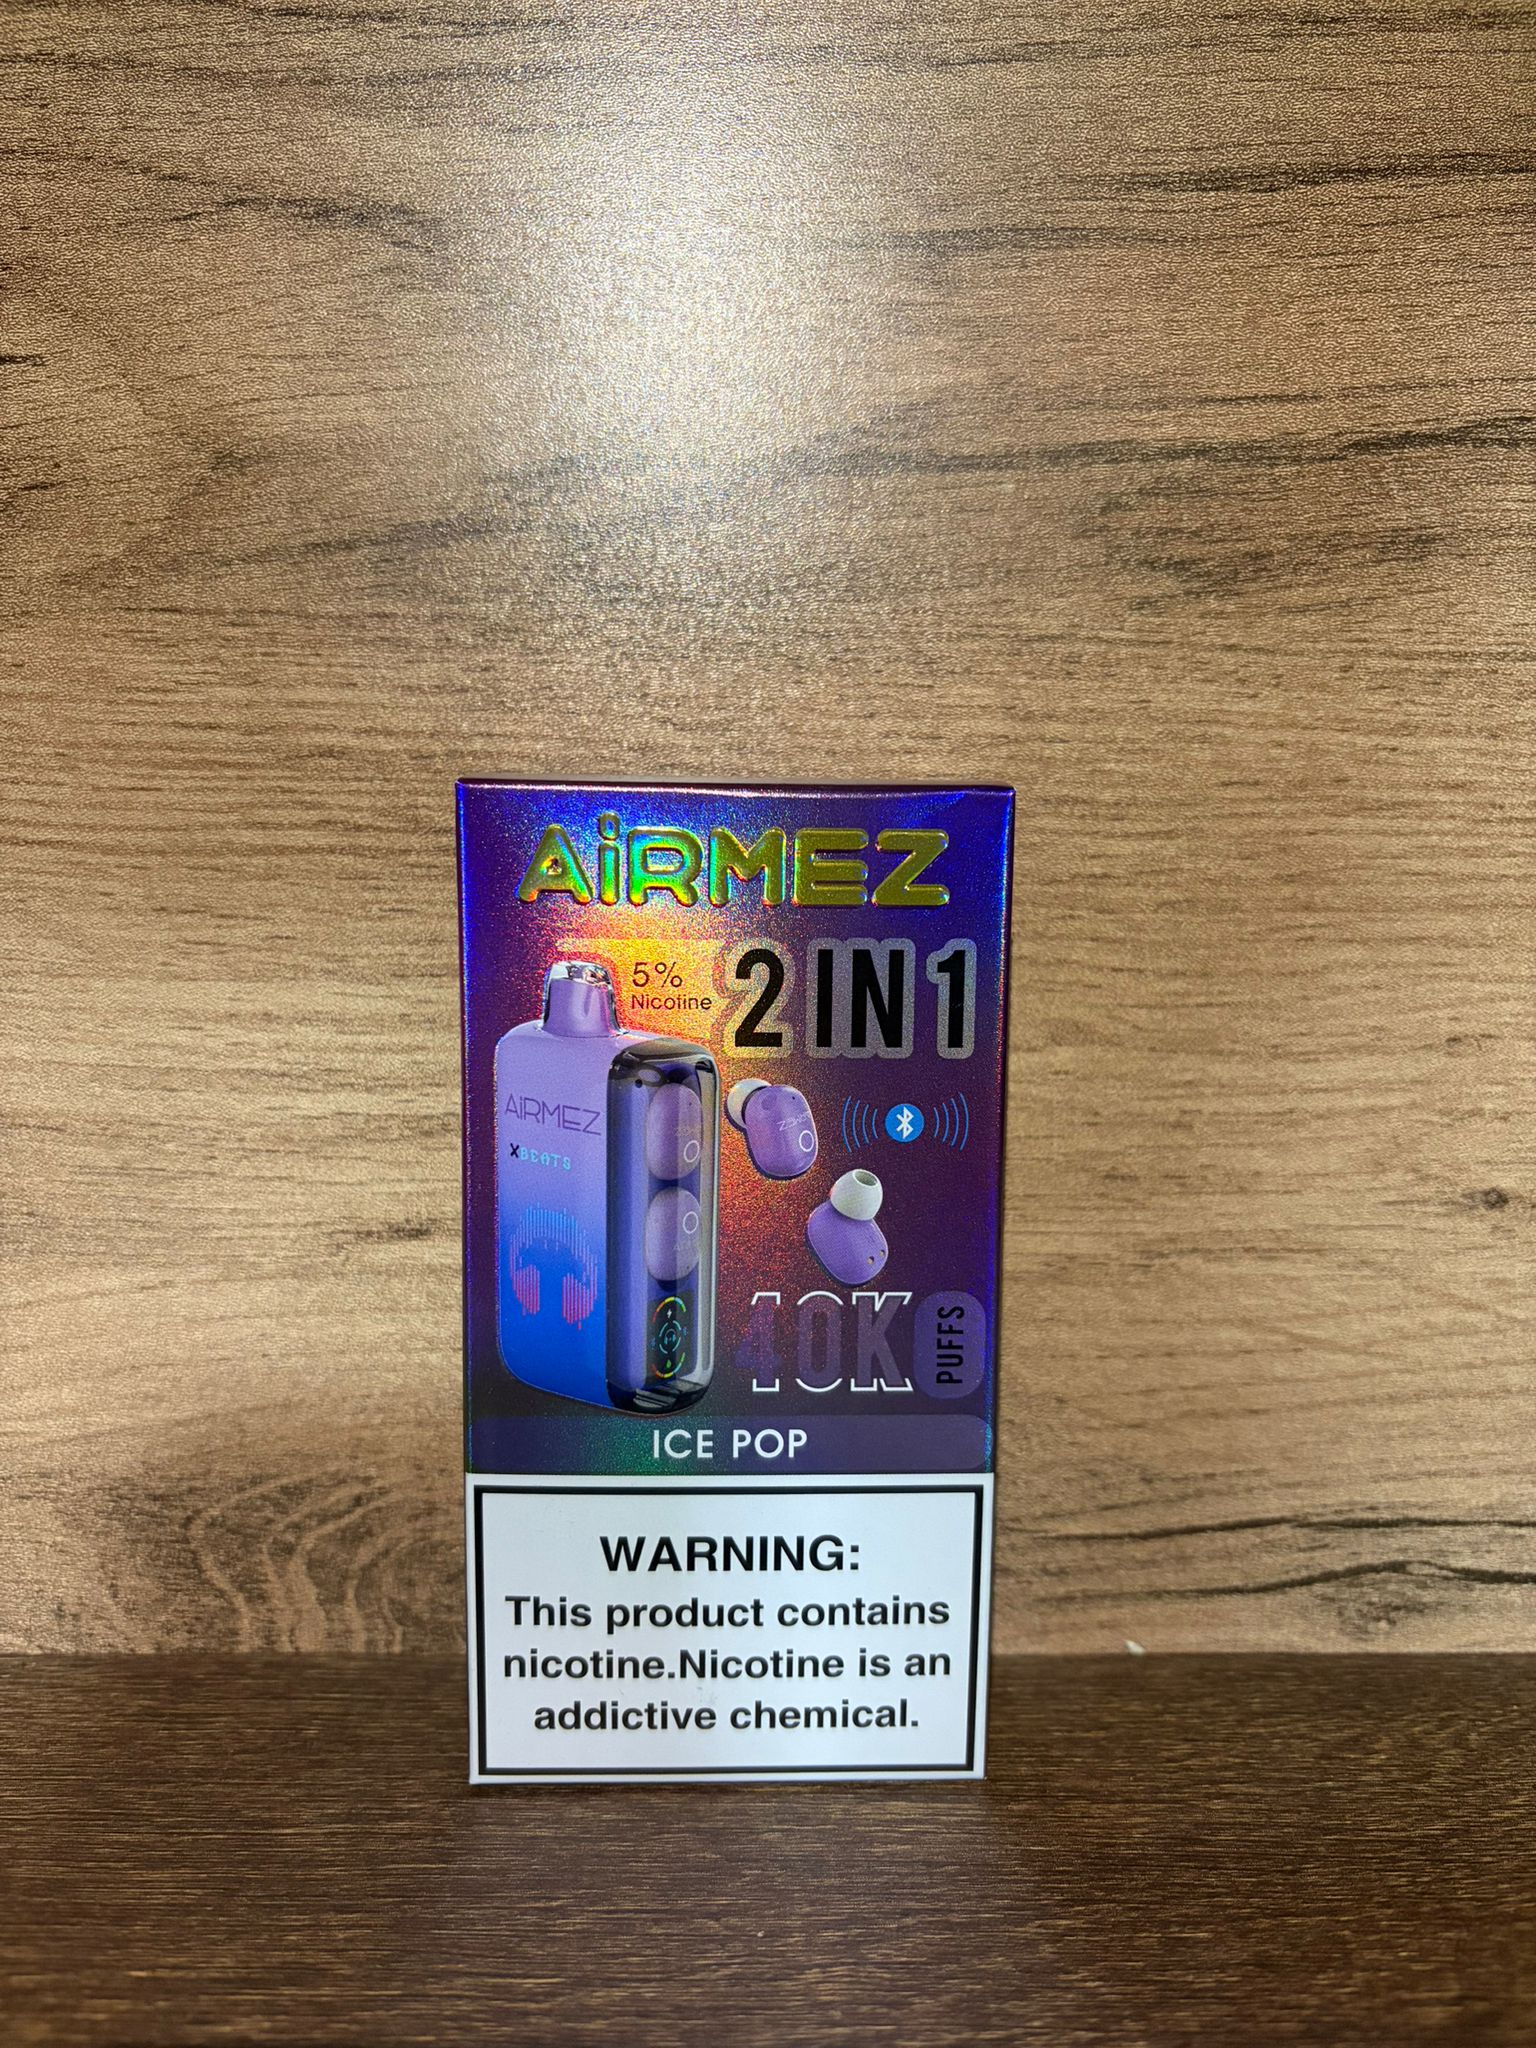 AiRMEZ
2 IN 1
5%
Nicotine
AiRMEZ
XBEATS
40K
PUFFS
ICE POP
WARNING:
This product contains
nicotine.Nicotine is an
addictive chemical.